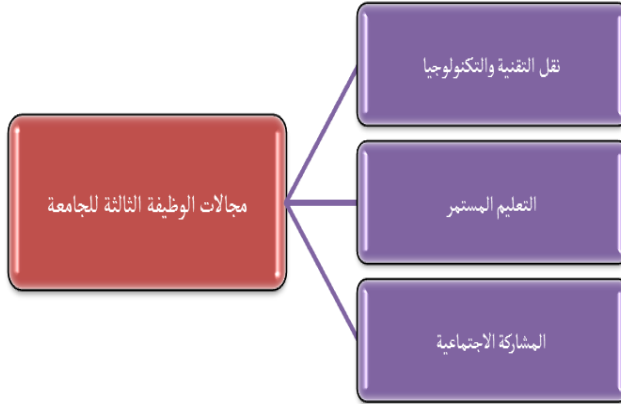 مجالات الوظيفة الثالثة للجامعة
نقل التقنية والتكنولوجيا
التعليم المستمر
المشاركة الاجتماعية